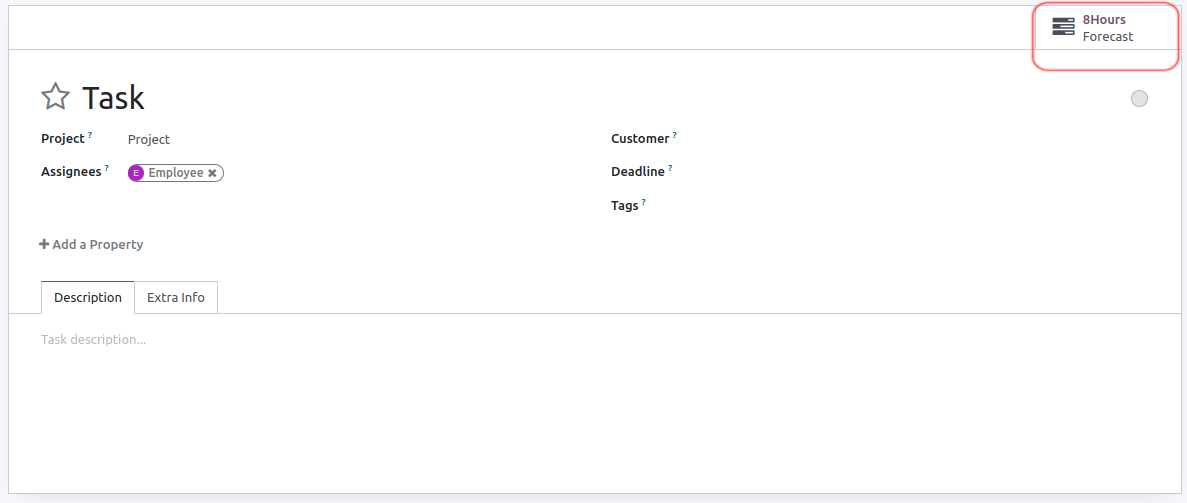 8Hours
Forecast
Task
Project ? Project
Customer ?
Assignees ? E Employee ✖
Deadline ?
Tags ?
+ Add a Property
Description Extra Info
Task description...